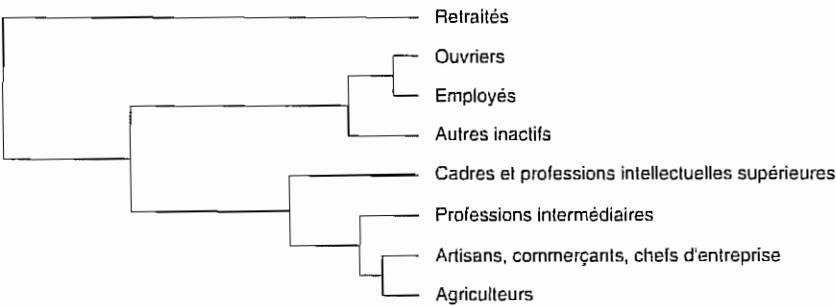 Retraités
Ouvriers
Employés
Autres inactifs
Cadres et professions intellectuelles supérieures
Professions intermédiaires
Artisans, commerçants, chefs d'entreprise
Agriculteurs